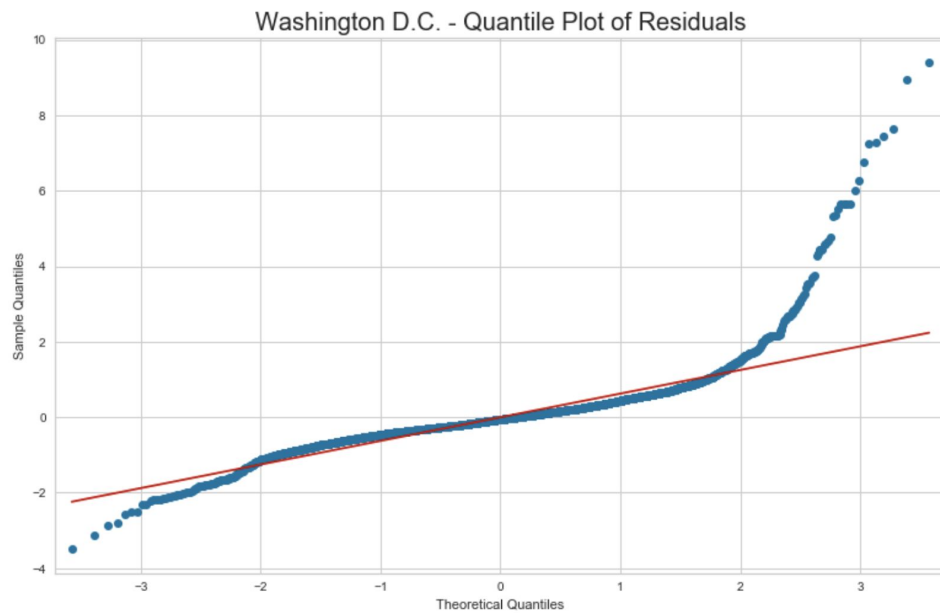 Washington D.C. - Quantile Plot of Residuals
10
8
6
4
2
0
−2
−4
Sample Quantiles
−3 −2 −1 0 1 2 3
Theoretical Quantiles